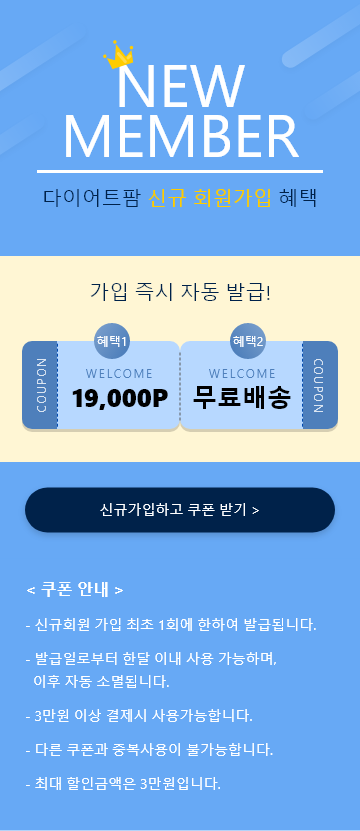 NEW
MEMBER
다이어트팜 신규 회원가입 혜택
가입 즉시 자동 발급!
혜택1
혜택2
COUPON
WELCOME
19,000P
WELCOME
무료배송
COUPON
신규가입하고 쿠폰 받기 >
< 쿠폰 안내 >
- 신규회원 가입 최초 1회에 한하여 발급됩니다.
- 발급일로부터 한달 이내 사용 가능하며,
이후 자동 소멸됩니다.
- 3만원 이상 결제시 사용가능합니다.
- 다른 쿠폰과 중복사용이 불가능합니다.
- 최대 할인금액은 3만원입니다.